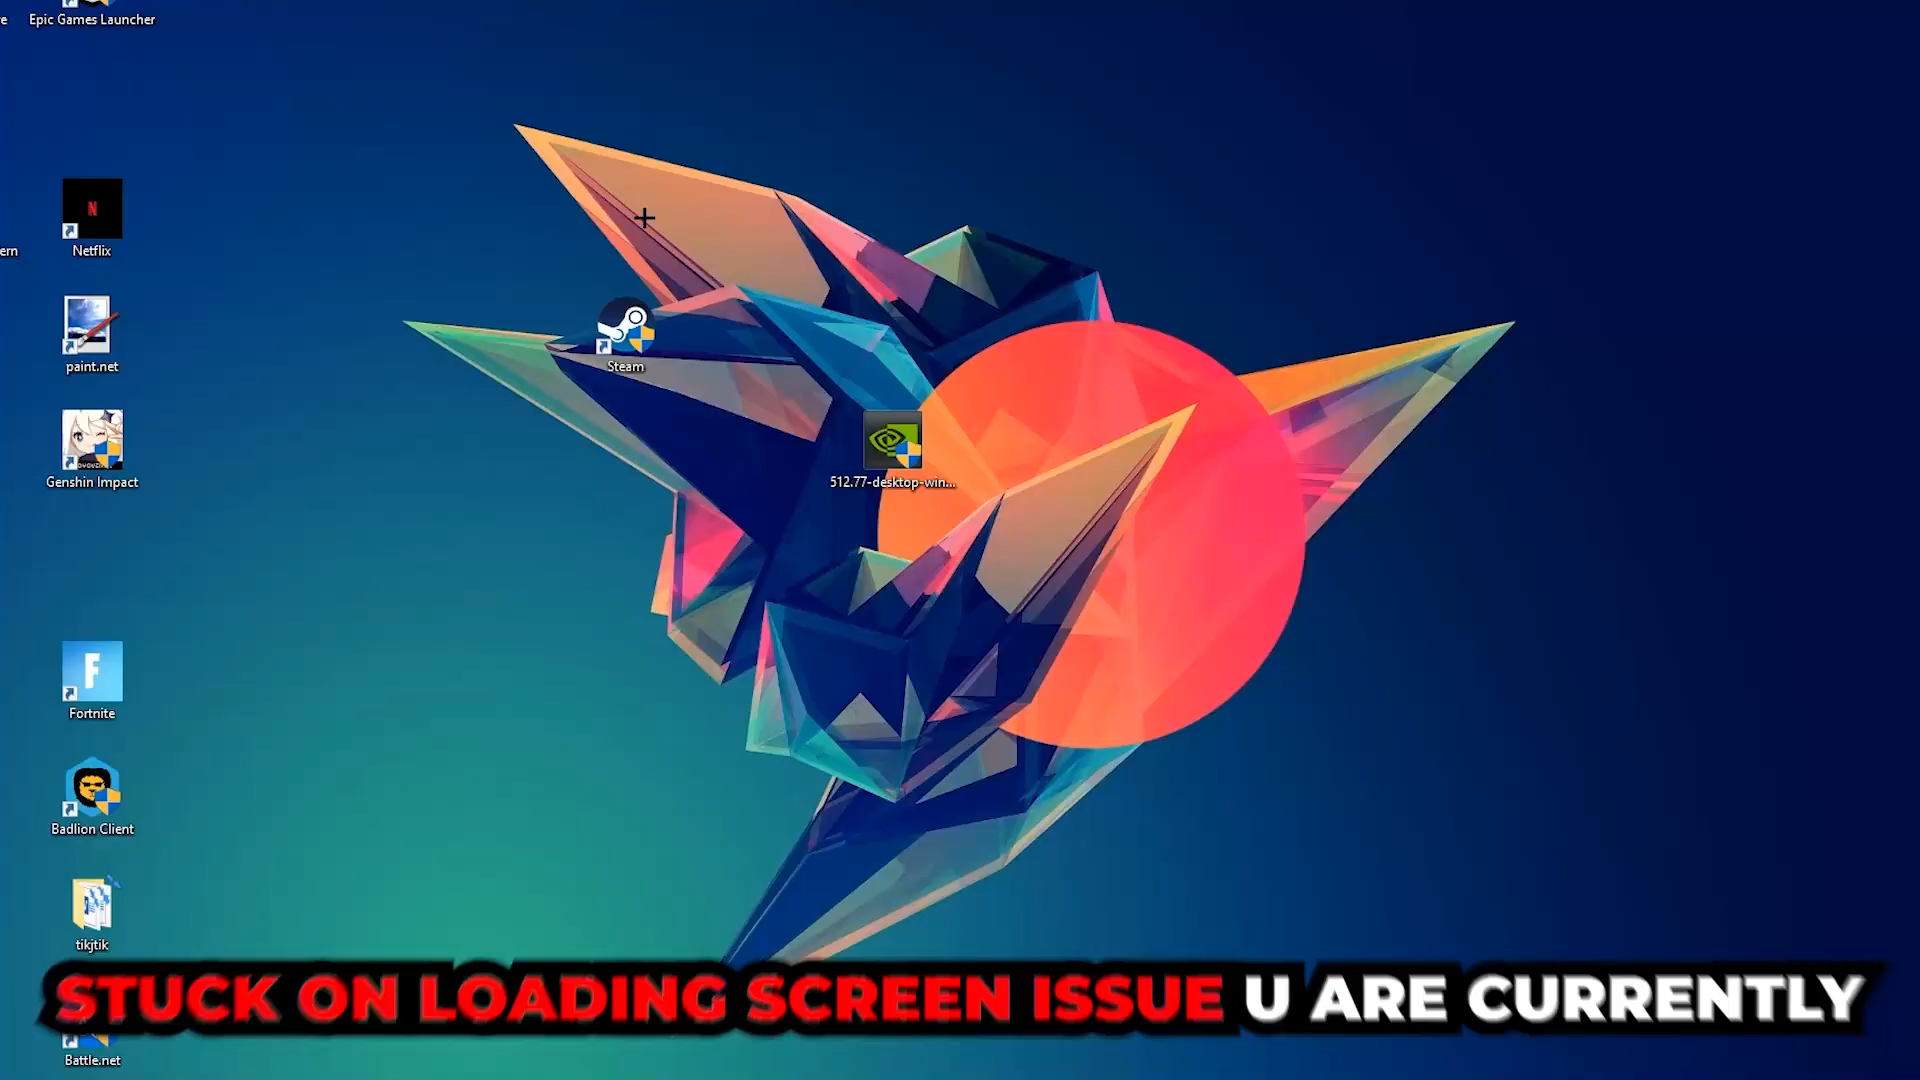 Epic Games Launcher
Netflix
ern
paint.net
Steam
Genshin Impact
512.77-desktop-win...
Fortnite
F
Badlion Client
tikjtik
STUCK ON LOADING SCREEN ISSUE U ARE CURRENTLY
Battle.net